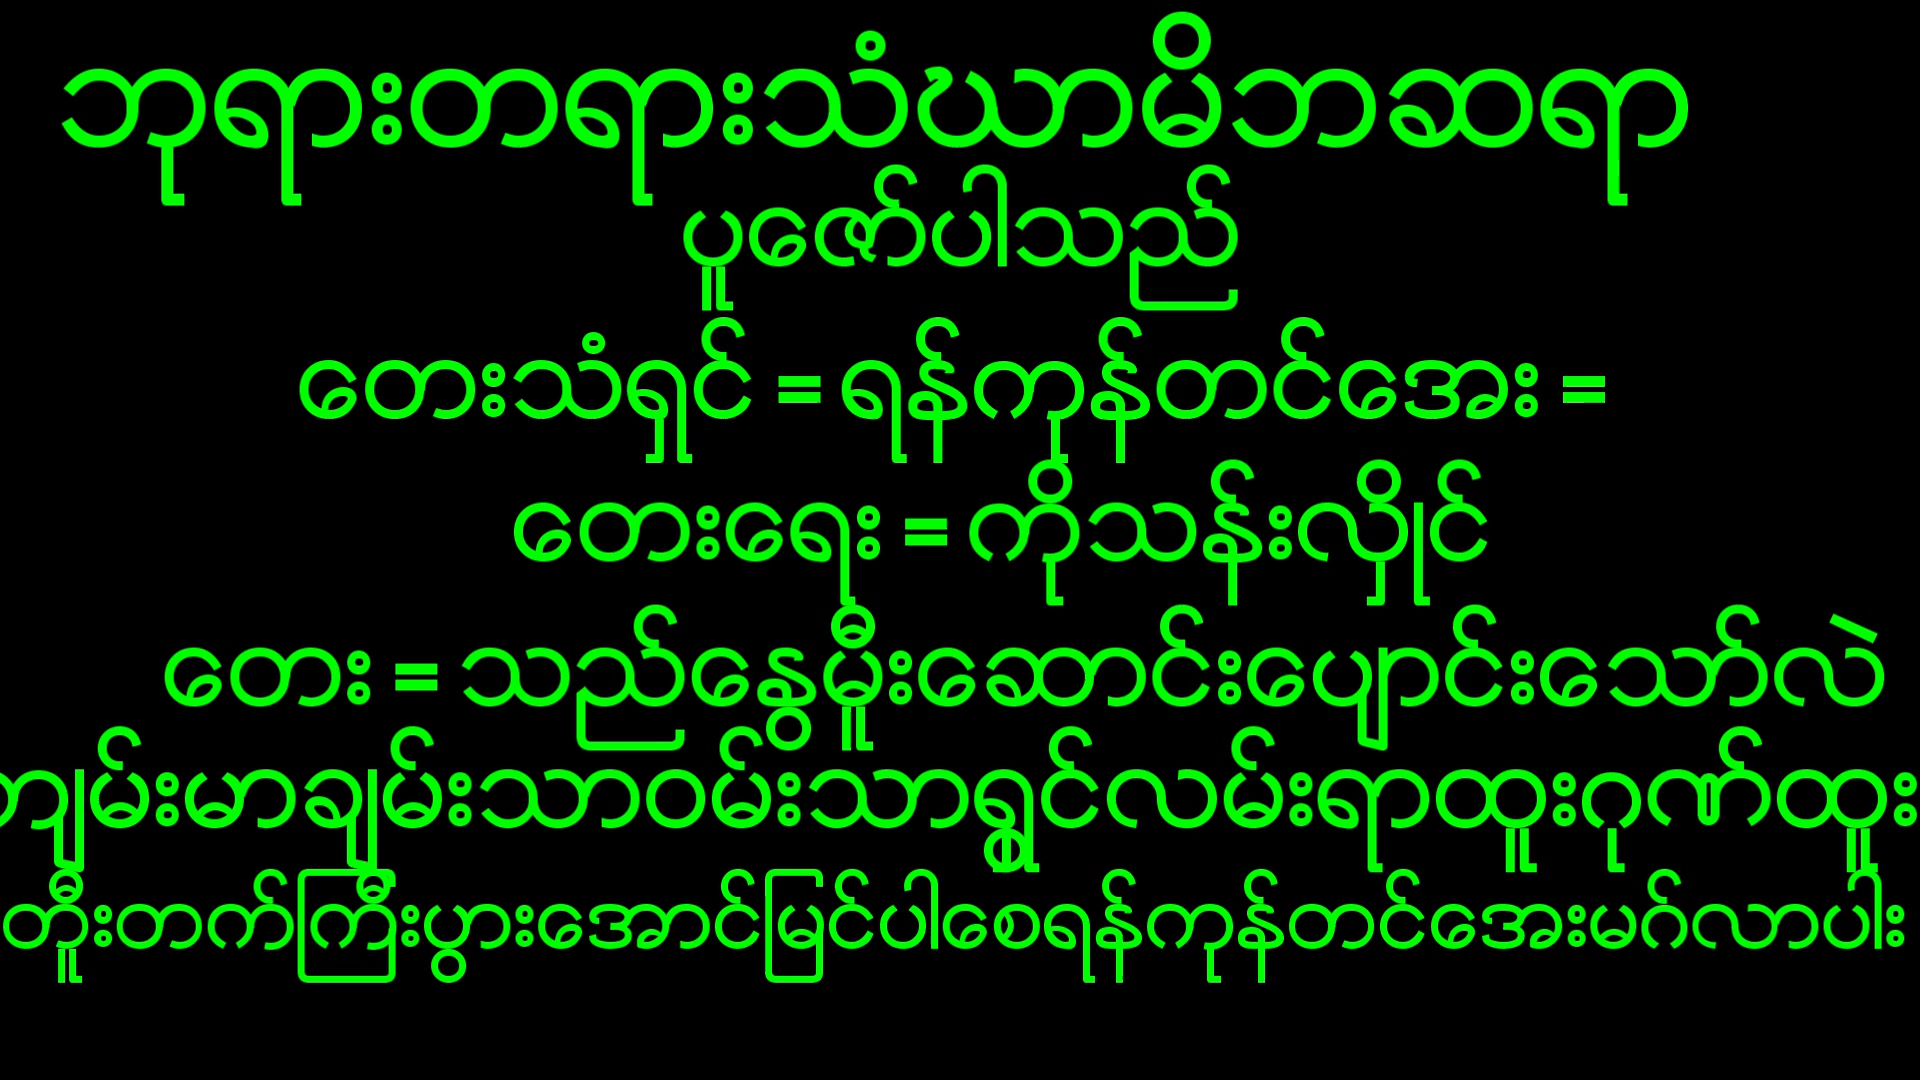 ဘုရားတရားသံဃာမိဘဆရာ
ပူဇော်ပါသည်
တေးသံရှင် = ရန်ကုန်တင်အေး =
တေးရေး = ကိုသန်းလှိုင်
တေး = သည်နွေမိူးဆောင်းပျောင်းသော်လဲ
ကျမ်းမာချမ်းသာဝမ်းသာရွှင်လမ်းရာထူးဂုဏ်ထူး
တိူးတက်ကြီးပွားအောင်မြင်ပါစေရန်ကုန်တင်အေးမဂ်လာပါး